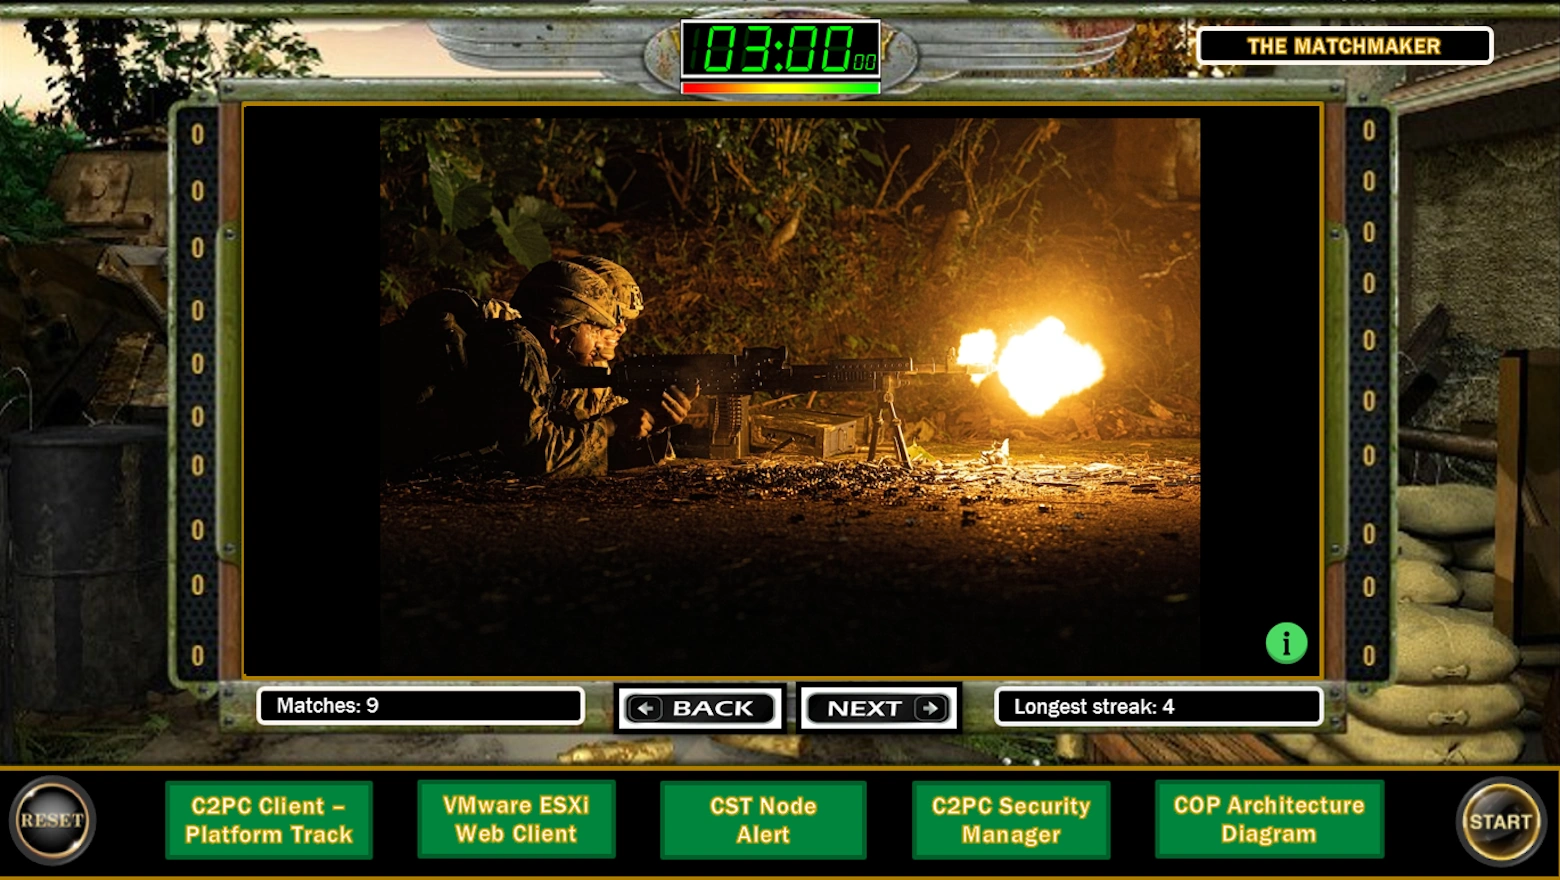 03:00 00
THE MATCHMAKER
0 0
0 0
0 0
0 0
0 0
0 0
0 0
0 0
0 0
0 0
i
Matches: 9
BACK
NEXT
Longest streak: 4
RESET
C2PC Client –
Platform Track
VMware ESXi
Web Client
CST Node
Alert
C2PC Security
Manager
COP Architecture
Diagram
START